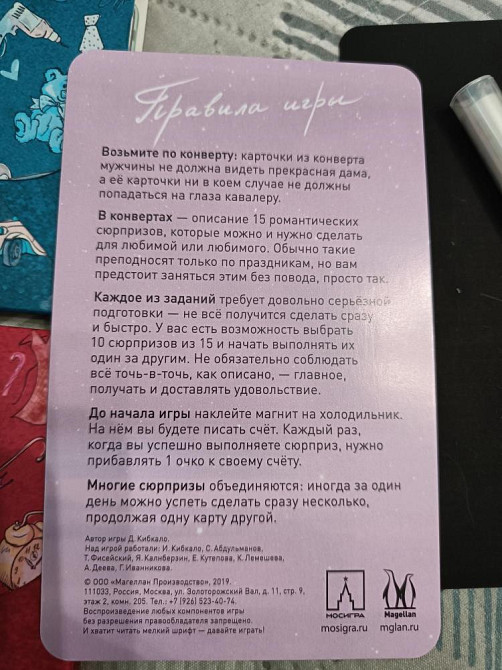 Правила игры
Возьмите по конверту: карточки из конверта
мужчины не должна видеть прекрасная дама,
а её карточки ни в коем случае не должны
попадаться на глаза кавалеру.
В конвертах — описание 15 романтических
сюрпризов, которые можно и нужно сделать
для любимой или любимого. Обычно такие
преподносят только по праздникам, но вам
предстоит заняться этим без повода, просто так.
Каждое из заданий требует довольно серьёзной
подготовки — не всё получится сделать сразу
и быстро. У вас есть возможность выбрать
10 сюрпризов из 15 и начать выполнять их
один за другим. Не обязательно соблюдать
всё точь-в-точь, как описано, — главное,
получать и доставлять удовольствие.
До начала игры наклейте магнит на холодильник.
На нём вы будете писать счёт. Каждый раз,
когда вы успешно выполняете сюрприз, нужно
прибавлять 1 очко к своему счёту.
Многие сюрпризы объединяются: иногда за один
день можно успеть сделать сразу несколько,
продолжая одну карту другой.
Автор игры Д. Кибкало.
Над игрой работали: И. Кибкало, С. Абдульманов,
Т. Фисейский, Я. Калнберзин, Е. Кутепова, К. Лемешева,
А. Деева, Г. Иванникова.
© ООО «Магеллан Производство», 2019.
111033, Россия, Москва, ул. Золоторожский Вал, д. 11, стр. 9,
этаж 2, комн. 205. Тел.: +7 (926) 523-40-74.
Воспроизведение любых компонентов игры
без разрешения правообладателя запрещено.
И хватит читать мелкий шрифт — давайте играть!
МОСИГРА
mosigra.ru
Magellan
mglan.ru